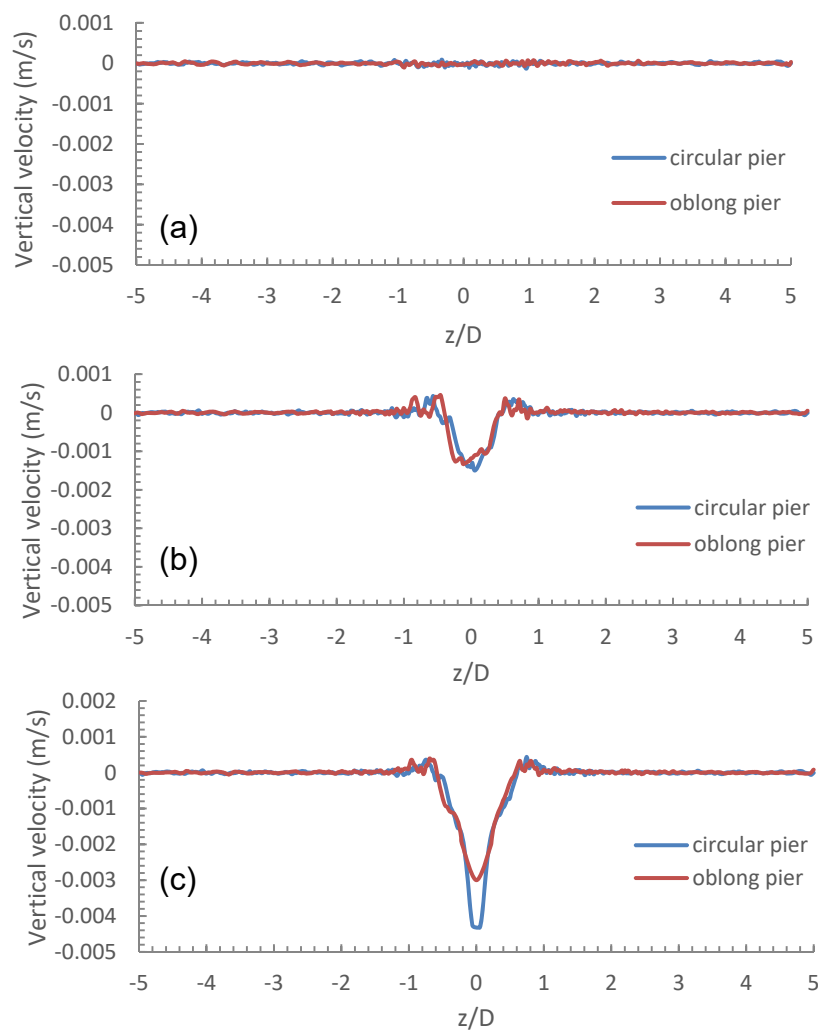 0.001
0
-0.001
-0.002
-0.003
-0.004
-0.005
Vertical velocity (m/s)
circular pier
oblong pier
(a)
-5 -4 -3 -2 -1 0 1 2 3 4 5
z/D
0.001
0
-0.001
-0.002
-0.003
-0.004
-0.005
Vertical velocity (m/s)
circular pier
oblong pier
(b)
-5 -4 -3 -2 -1 0 1 2 3 4 5
z/D
0.002
0.001
0
-0.001
-0.002
-0.003
-0.004
-0.005
Vertical velocity (m/s)
circular pier
oblong pier
(c)
-5 -4 -3 -2 -1 0 1 2 3 4 5
z/D